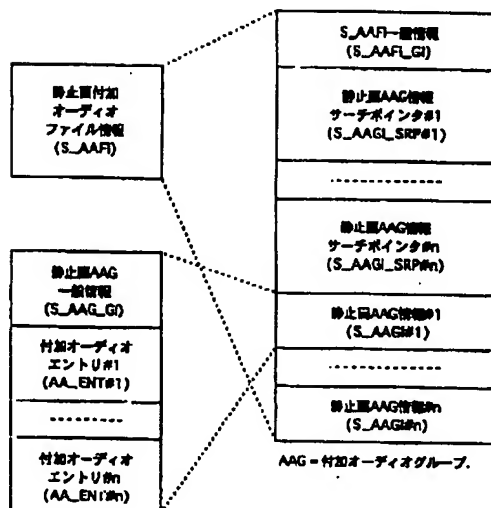 静止画付加
オーディオ
ファイル情報
(S_AAFI)
静止画AAG
一般情報
(S_AAG_GI)
付加オーディオ
エントリ#1
(AA_ENT#1)
付加オーディオ
エントリ#n
(AA_ENT#n)
S_AAFI一般情報
(S_AAFI_GI)
静止画AAG情報
サーチポインタ#1
(S_AAGI_SRP#1)
静止画AAG情報
サーチポインタ#n
(S_AAGI_SRP#n)
静止画AAG情報#1
(S_AAGI#1)
静止画AAG情報#n
(S_AAGI#n)
AAG = 付加オーディオグループ.